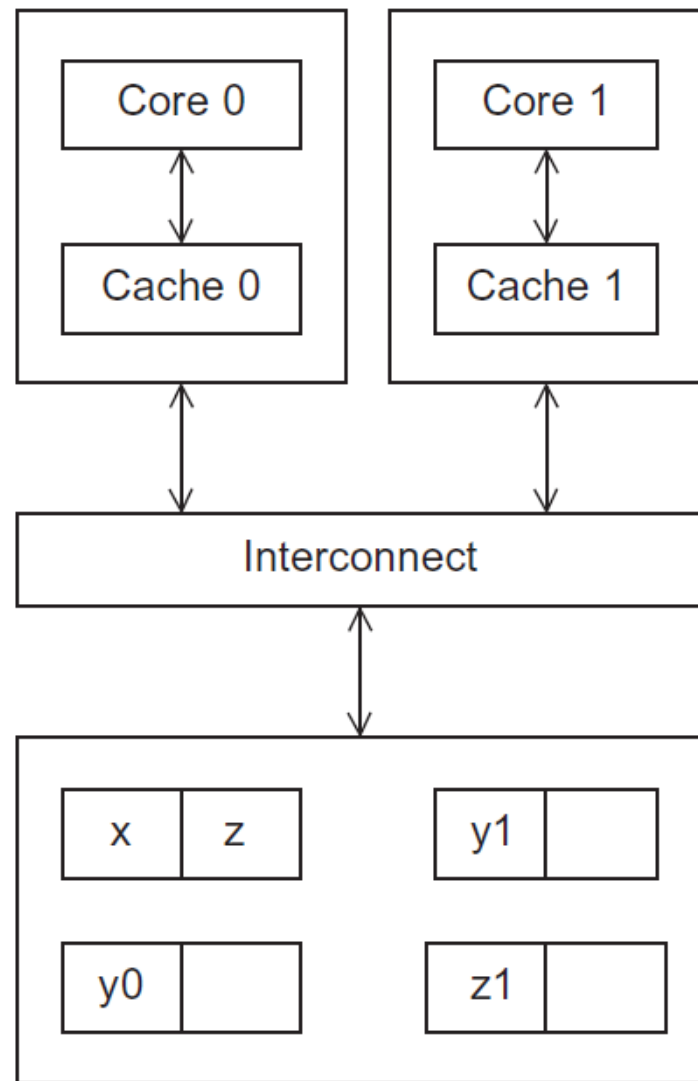 Core 0 Core 1
Cache 0 Cache 1
Interconnect
x z y1
y0 z1